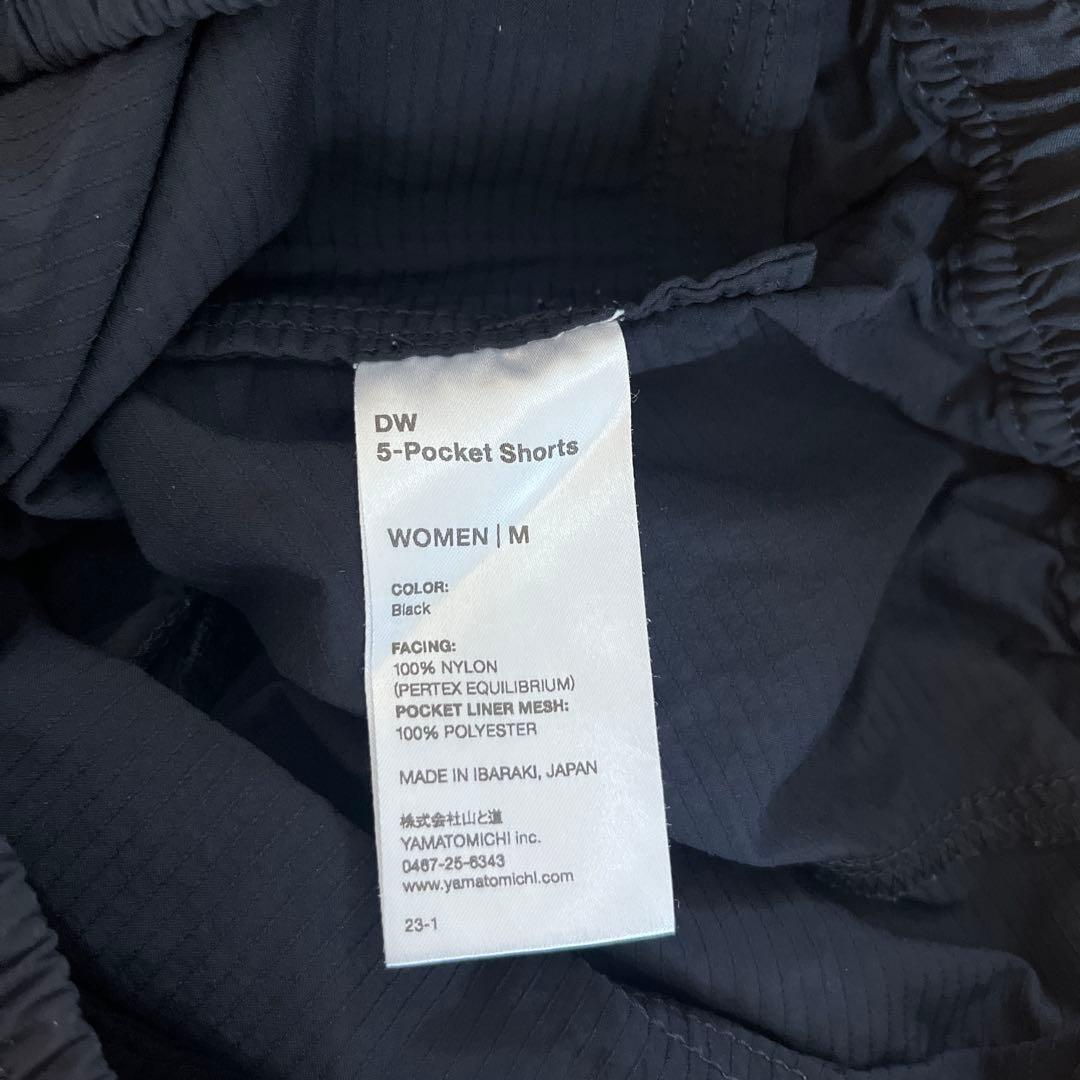 DW
5-Pocket Shorts
WOMEN | M
COLOR:
Black
FACING:
100% NYLON
(PERTEX EQUILIBRIUM)
POCKET LINER MESH:
100% POLYESTER
MADE IN IBARAKI, JAPAN
株式会社山と道
YAMATOMICHI inc.
0467-25-6343
www.yamatomichi.com
23-1